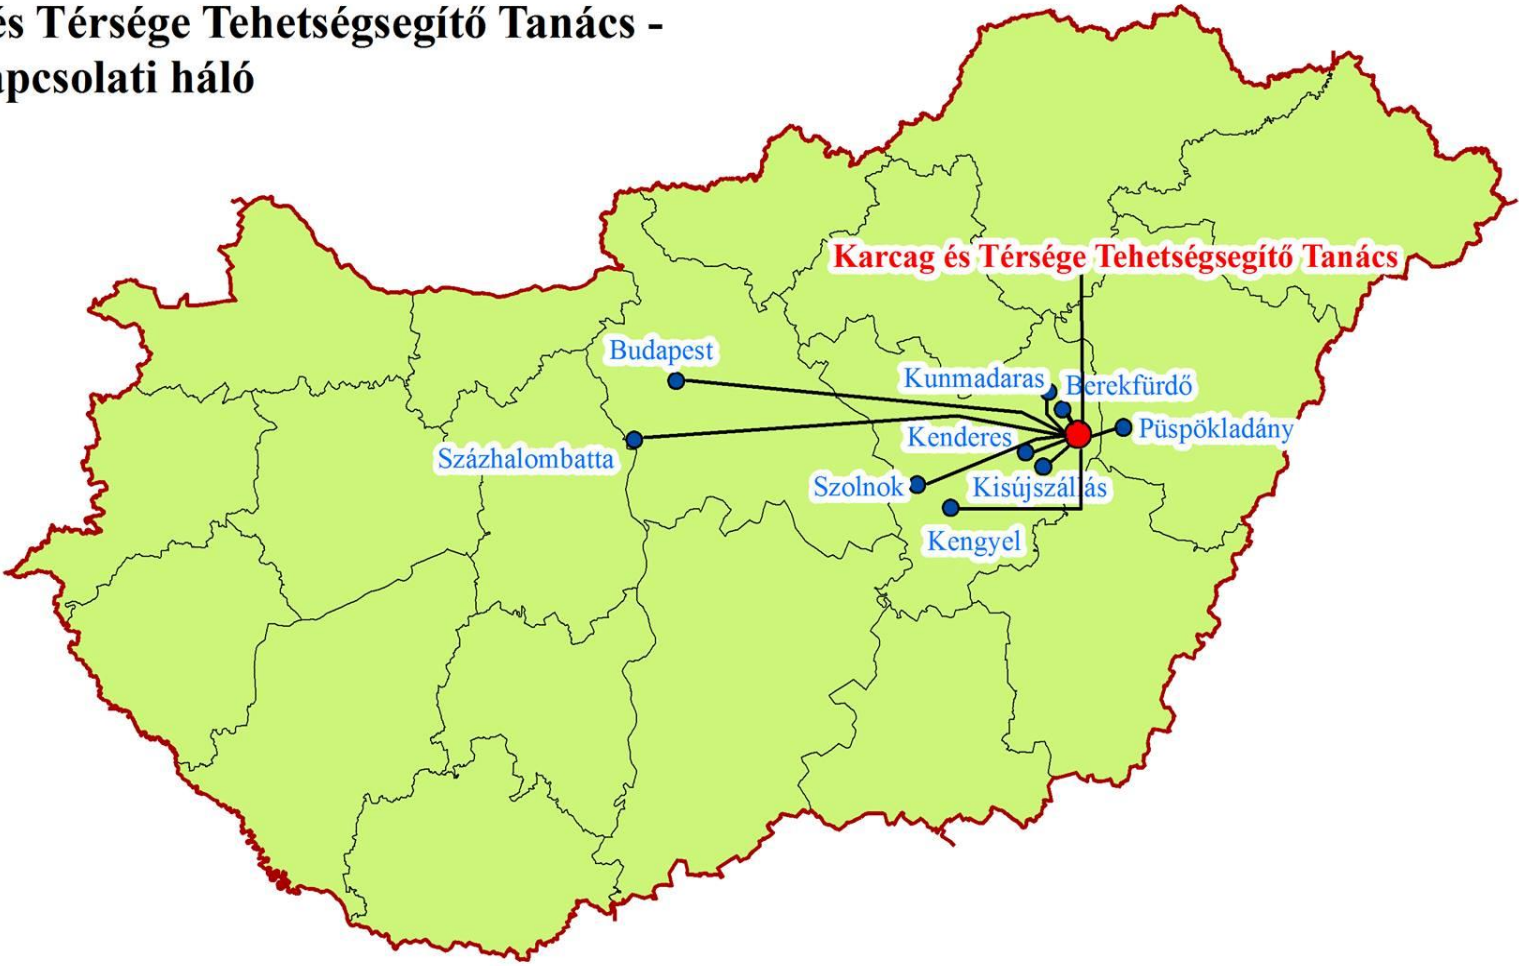 és Térsége Tehetségsegítő Tanács -
apcsolati háló
Karcag és Térsége Tehetségsegítő Tanács
Budapest
Kunmadaras
Berekfürdő
Püspökladány
Kenderes
Százhalombatta
Szolnok
Kisújszállás
Kengyel